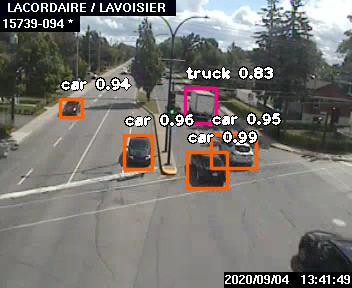 LACORDAIRE / LAVOISIER
15739-094 *
truck 0.83
car 0.94
car 0.96
car 0.95
car 0.99
2020/09/04 13:41:49